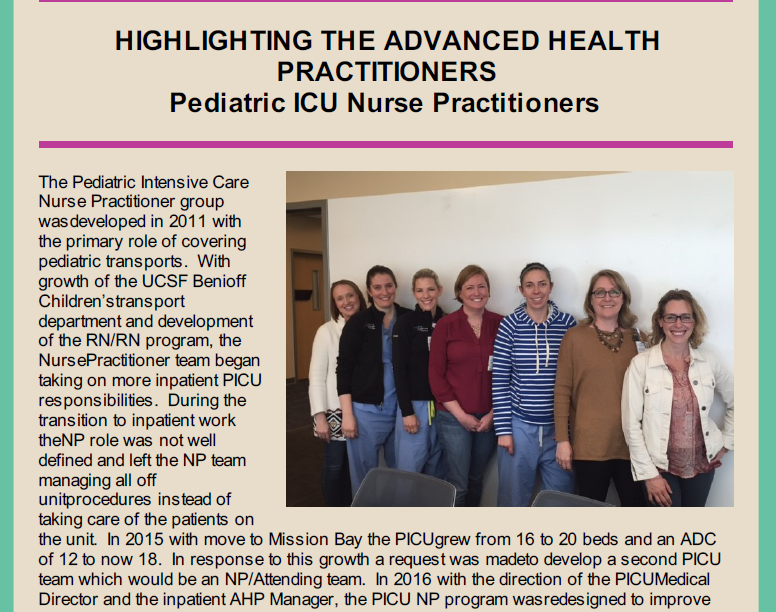 HIGHLIGHTING THE ADVANCED HEALTH
PRACTITIONERS
Pediatric ICU Nurse Practitioners
The Pediatric Intensive Care
Nurse Practitioner group
wasdeveloped in 2011 with
the primary role of covering
pediatric transports.  With
growth of the UCSF Benioff
Children'stransport
department and development
of the RN/RN program, the
NursePractitioner team began
taking on more inpatient PICU
responsibilities.  During the
transition to inpatient work
theNP role was not well
defined and left the NP team
managing all off
unitprocedures instead of
taking care of the patients on
the unit.  In 2015 with move to Mission Bay the PICUgrew from 16 to 20 beds and an ADC
of 12 to now 18.  In response to this growth a request was madeto develop a second PICU
team which would be an NP/Attending team.  In 2016 with the direction of the PICUMedical
Director and the inpatient AHP Manager, the PICU NP program wasredesigned to improve